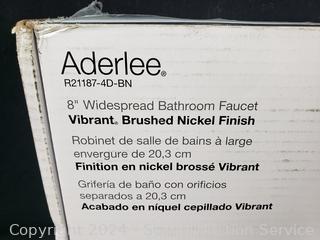 Aderlee®
R21187-4D-BN
8" Widespread Bathroom Faucet
Vibrant® Brushed Nickel Finish
Robinet de salle de bains à large
envergure de 20,3 cm
Finition en nickel brossé Vibrant
Grifería de baño con orificios
separados a 20,3 cm
Acabado en níquel cepillado Vibrant
Copyright 2024
Service